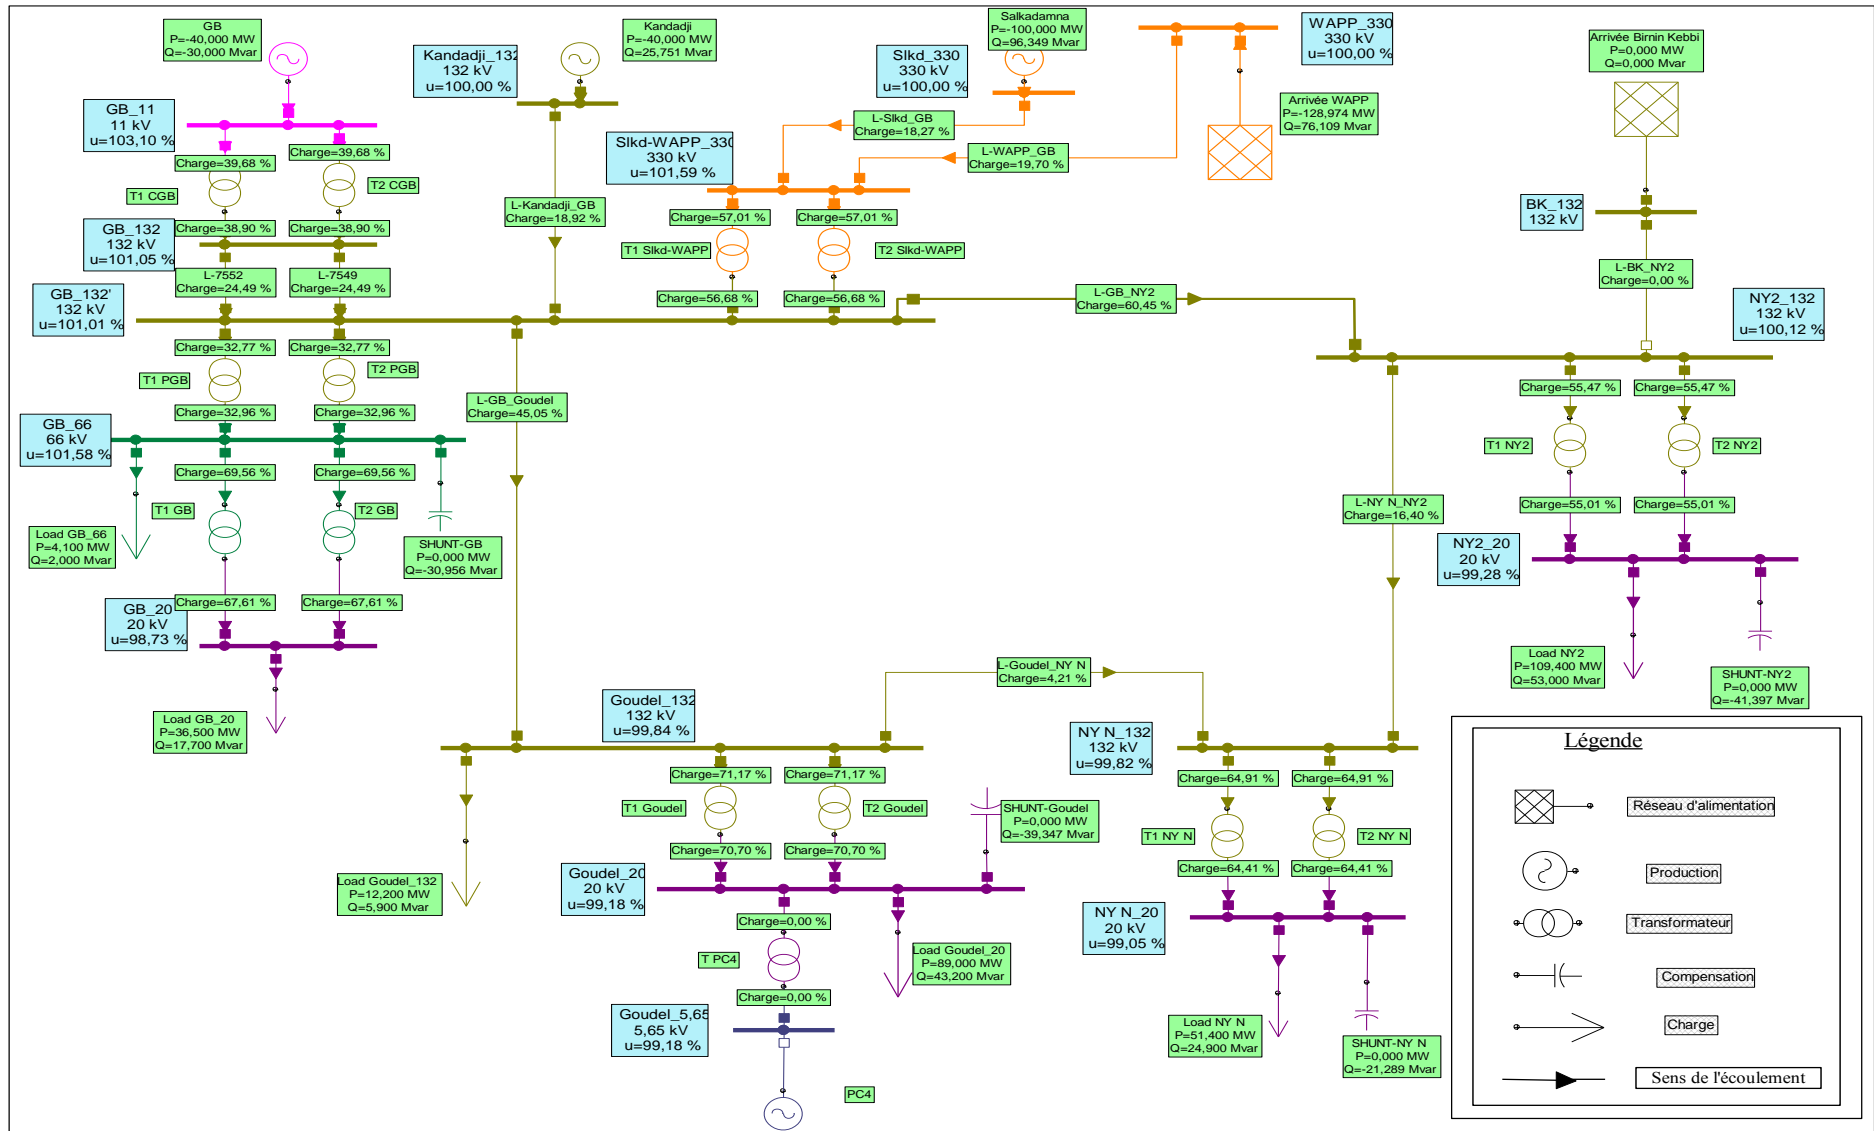 GB
P=-40,000 MW
Q=-30,000 Mvar
Kandadji
P=-40,000 MW
Q=25,751 Mvar
Salkadamna
P=-100,000 MW
Q=96,349 Mvar
WAPP_330
330 kV
u=100,00 %
Arrivée Birnin Kebbi
P=0,000 MW
Q=0,000 Mvar
Kandadji_132
132 kV
u=100,00 %
Slkd_330
330 kV
u=100,00 %
GB_11
11 kV
u=103,10 %
Arrivée WAPP
P=-128,974 MW
Q=76,109 Mvar
L-Slkd_GB
Charge=18,27 %
Slkd-WAPP_330
330 kV
u=101,59 %
L-WAPP_GB
Charge=19,70 %
Charge=39,68 %
Charge=39,68 %
T1 CGB
T2 CGB
L-Kandadji_GB
Charge=18,92 %
Charge=57,01 %
Charge=57,01 %
BK_132
132 kV
Charge=38,90 %
Charge=38,90 %
GB_132
132 kV
u=101,05 %
T1 Slkd-WAPP
T2 Slkd-WAPP
L-7552
Charge=24,49 %
L-7549
Charge=24,49 %
L-BK_NY2
Charge=0,00 %
GB_132'
132 kV
u=101,01 %
Charge=56,68 %
Charge=56,68 %
L-GB_NY2
Charge=60,45 %
NY2_132
132 kV
u=100,12 %
Charge=32,77 %
Charge=32,77 %
T1 PGB
T2 PGB
Charge=32,96 %
Charge=32,96 %
L-GB_Goudel
Charge=45,05 %
Charge=55,47 %
Charge=55,47 %
GB_66
66 kV
u=101,58 %
T1 NY2
T2 NY2
Charge=69,56 %
Charge=69,56 %
T1 GB
T2 GB
L-NY N_NY2
Charge=16,40 %
Charge=55,01 %
Charge=55,01 %
Load GB_66
P=4,100 MW
Q=2,000 Mvar
SHUNT-GB
P=0,000 MW
Q=-30,956 Mvar
NY2_20
20 kV
u=99,28 %
Charge=67,61 %
Charge=67,61 %
GB_20
20 kV
u=98,73 %
Load NY2
P=109,400 MW
Q=53,000 Mvar
SHUNT-NY2
P=0,000 MW
Q=-41,397 Mvar
L-Goudel_NY N
Charge=4,21 %
Load GB_20
P=36,500 MW
Q=17,700 Mvar
Goudel_132
132 kV
u=99,84 %
NY N_132
132 kV
u=99,82 %
Charge=71,17 %
Charge=71,17 %
Charge=64,91 %
Charge=64,91 %
T1 Goudel
T2 Goudel
SHUNT-Goudel
P=0,000 MW
Q=-39,347 Mvar
T1 NY N
T2 NY N
Charge=70,70 %
Charge=70,70 %
Charge=64,41 %
Charge=64,41 %
Load Goudel_132
P=12,200 MW
Q=5,900 Mvar
Goudel_20
20 kV
u=99,18 %
NY N_20
20 kV
u=99,05 %
Charge=0,00 %
T PC4
Load Goudel_20
P=89,000 MW
Q=43,200 Mvar
Charge=0,00 %
Goudel_5,65
5,65 kV
u=99,18 %
Load NY N
P=51,400 MW
Q=24,900 Mvar
SHUNT-NY N
P=0,000 MW
Q=-21,289 Mvar
PC4
Légende
Réseau d'alimentation
Production
Transformateur
Compensation
Charge
Sens de l'écoulement